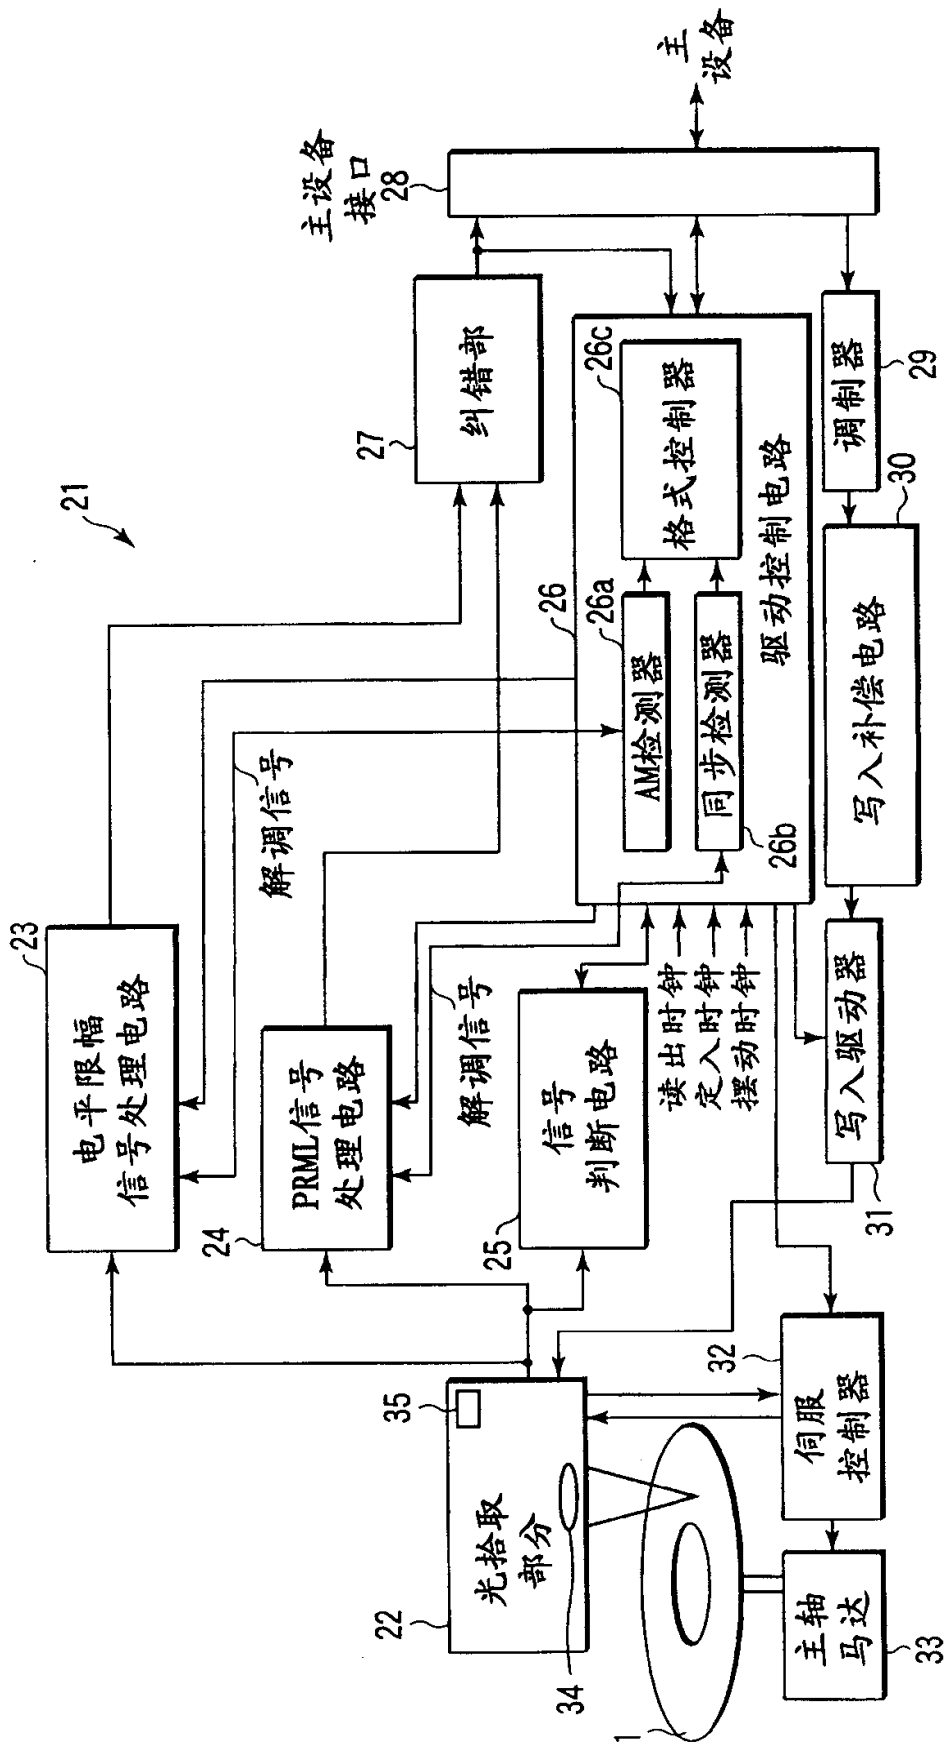 21
23
电平限幅
信号处理电路
解调信号
24
PRML信号
处理电路
解调信号
25
信号
判断电路
读出时钟
定入时钟
摆动时钟
27
纠错部
主设备
接口
28
主
设备
26
26a
AM检测器
26b
同步检测器
26c
格式控制器
驱动控制电路
29
调制器
30
写入补偿电路
31
写入驱动器
22
光拾取
部分
35
34
32
伺服
控制器
33
主轴
马达
1